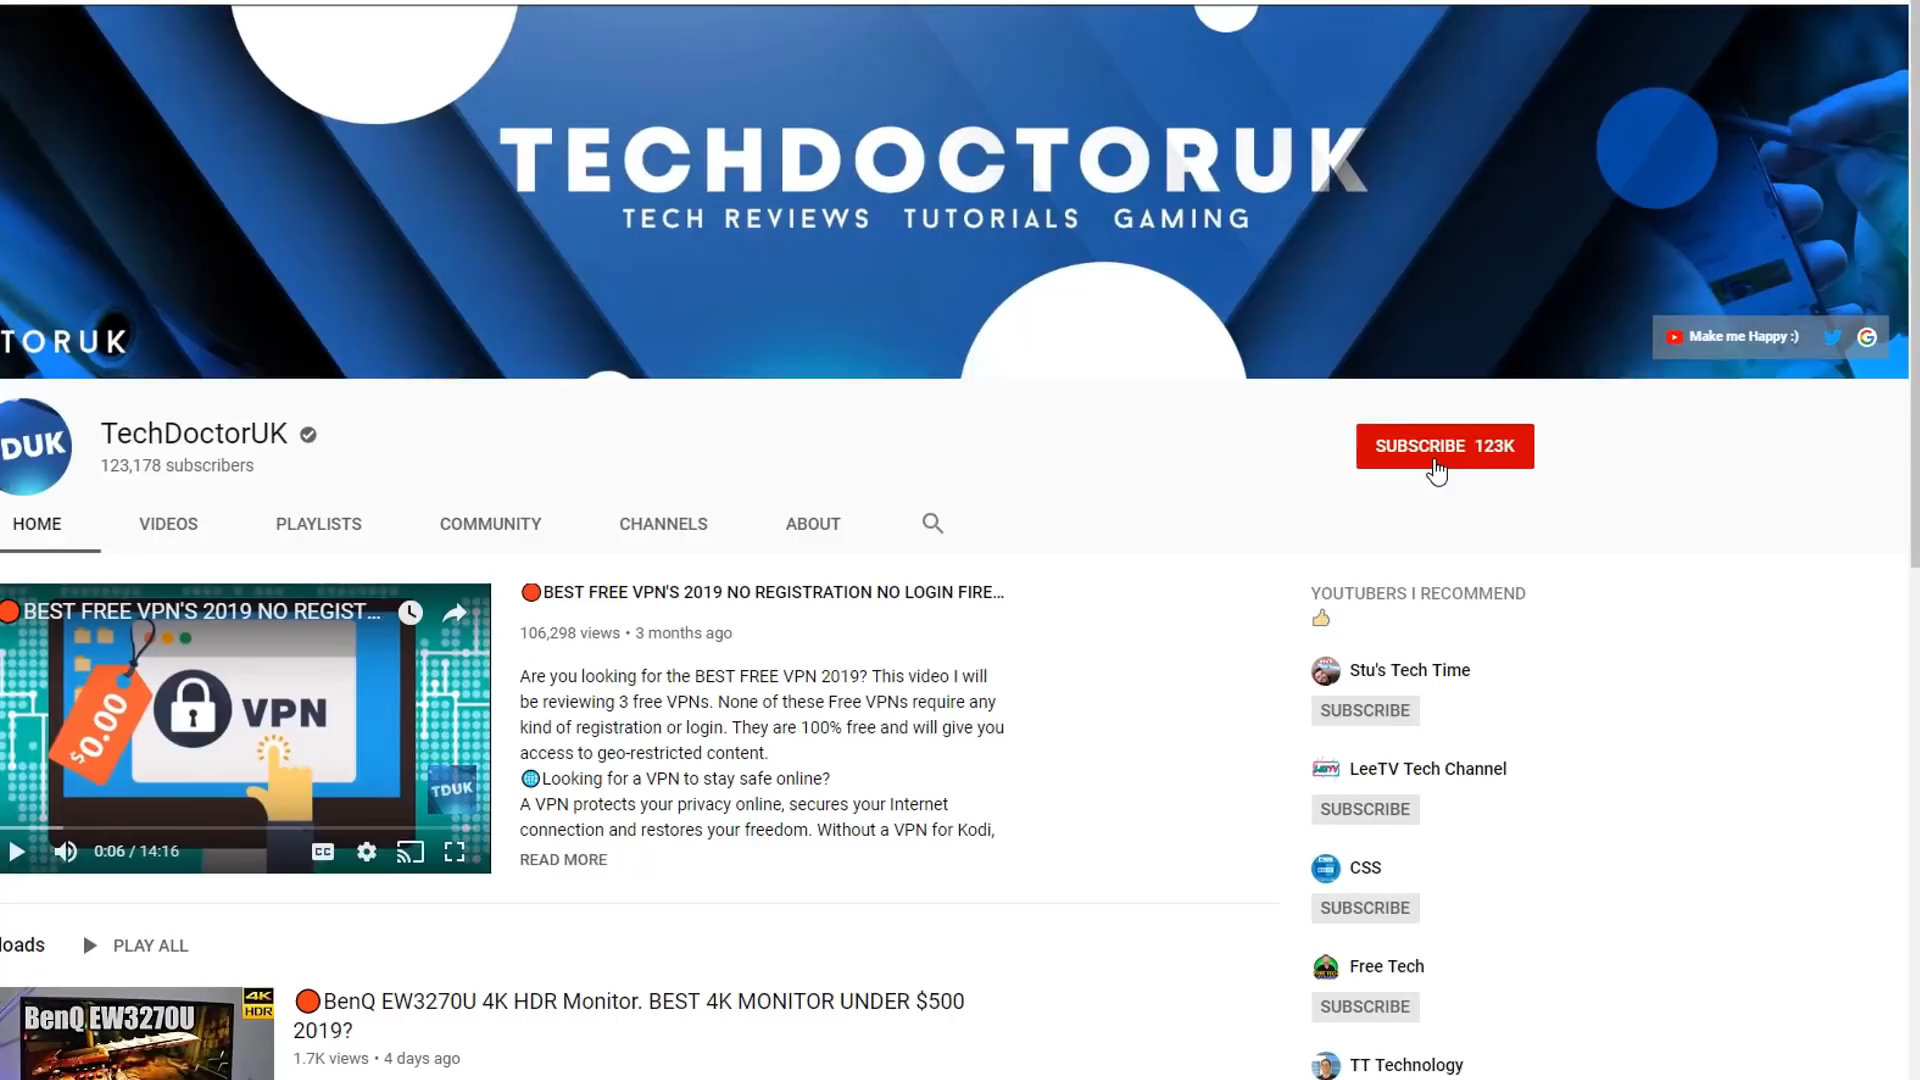 TECHDOCTORUK
TECH REVIEWS TUTORIALS GAMING
TORUK
Make me Happy :)
DUK
TechDoctorUK
123,178 subscribers
SUBSCRIBE 123K
HOME VIDEOS PLAYLISTS COMMUNITY CHANNELS ABOUT
BEST FREE VPN'S 2019 NO REGIST...
$0.00
VPN
TDUK
0:06 / 14:16
CC
BEST FREE VPN'S 2019 NO REGISTRATION NO LOGIN FIRE...
106,298 views • 3 months ago
Are you looking for the BEST FREE VPN 2019? This video I will
be reviewing 3 free VPNs. None of these Free VPNs require any
kind of registration or login. They are 100% free and will give you
access to geo-restricted content.
Looking for a VPN to stay safe online?
A VPN protects your privacy online, secures your Internet
connection and restores your freedom. Without a VPN for Kodi,
READ MORE
YOUTUBERS I RECOMMEND
Stu's Tech Time
SUBSCRIBE
LeeTV Tech Channel
SUBSCRIBE
CSS
SUBSCRIBE
Free Tech
SUBSCRIBE
TT Technology
loads PLAY ALL
BenQ EW3270U
4K
HDR
BenQ EW3270U 4K HDR Monitor. BEST 4K MONITOR UNDER $500
2019?
1.7K views • 4 days ago